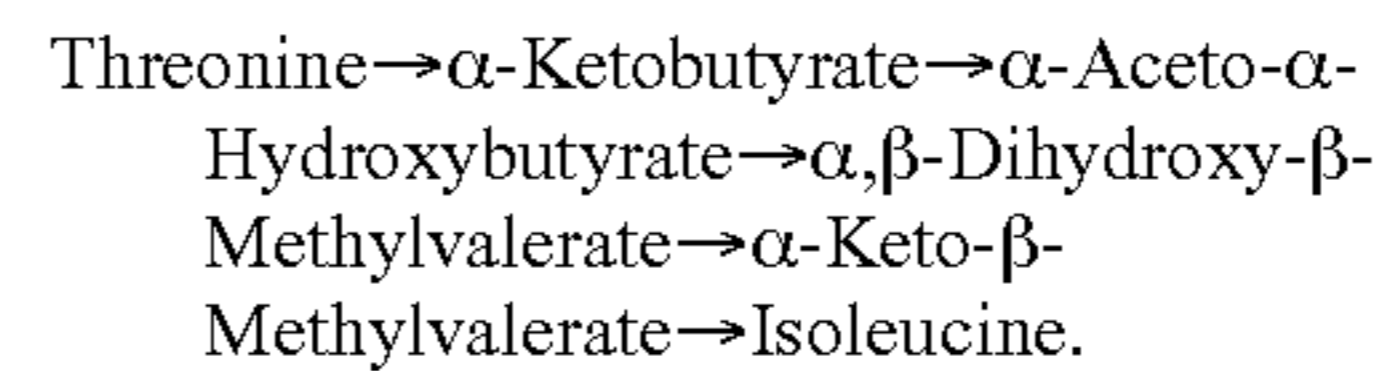 Threonine→α-Ketobutyrate→α-Aceto-α-
Hydroxybutyrate→α,β-Dihydroxy-β-
Methylvalerate→α-Keto-β-
Methylvalerate→Isoleucine.